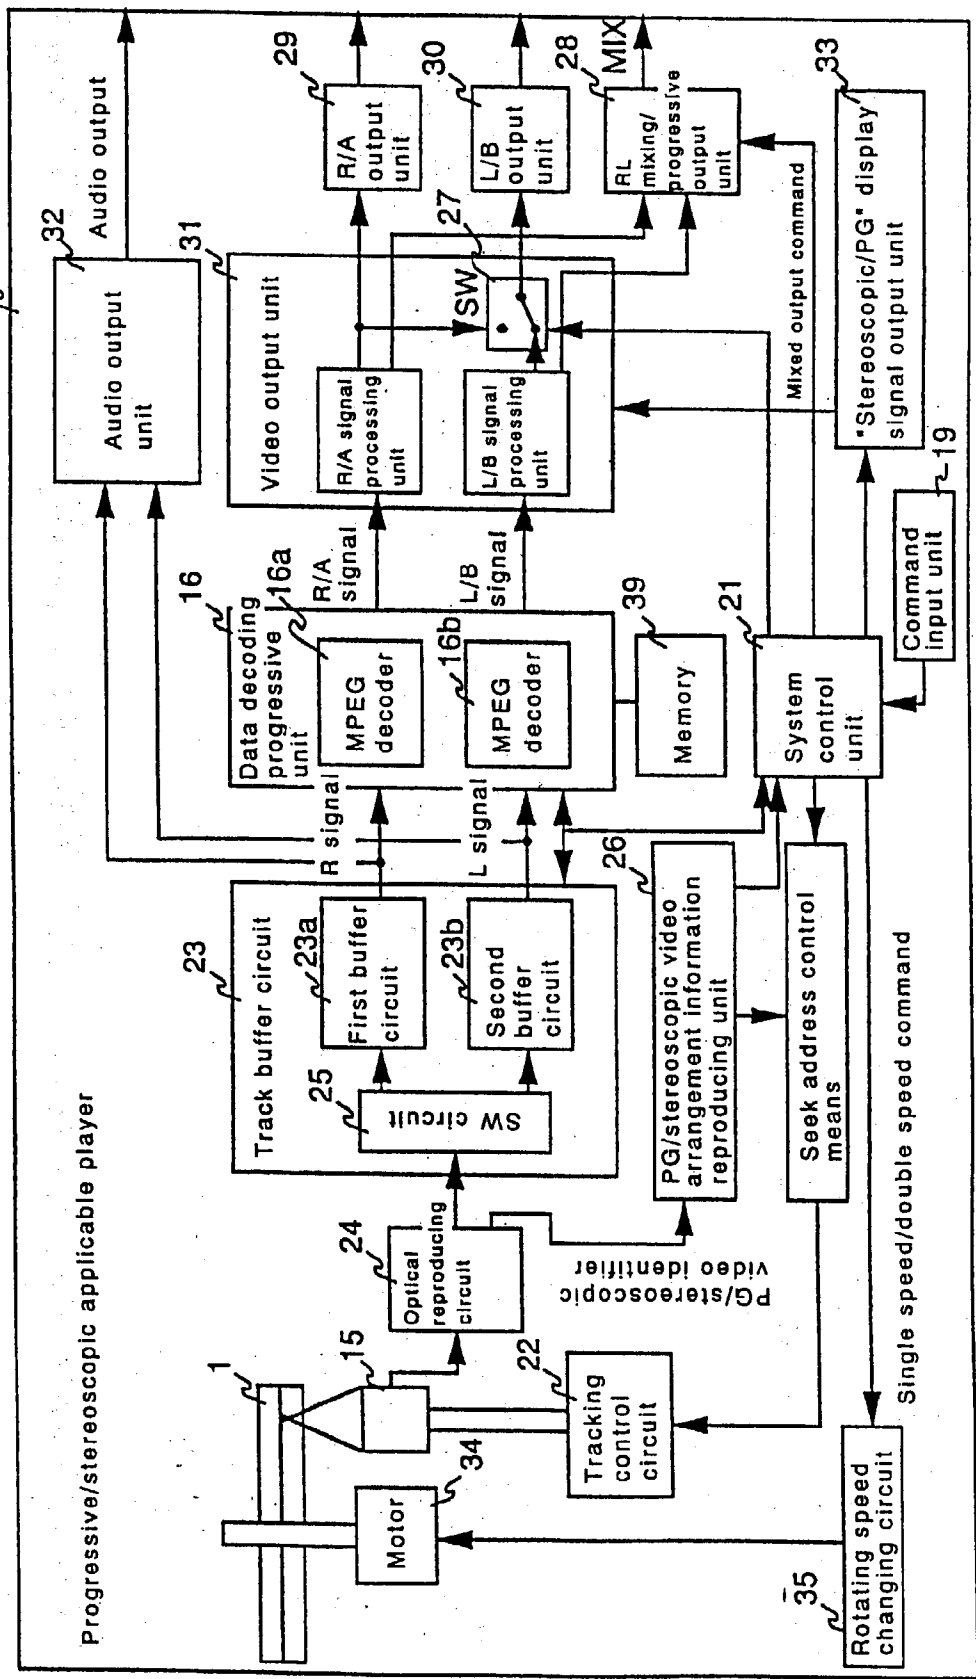 Progressive/stereoscopic applicable player
1
15
34
Motor
24
Optical
reproducing
circuit
22
Tracking
control
circuit
35
Rotating speed
changing circuit
PG/stereoscopic
video identifier
23
Track buffer circuit
25
SW circuit
23a
First buffer
circuit
23b
Second
buffer
circuit
26
PG/stereoscopic video
arrangement information
reproducing unit
Seek address control
means
Single speed/double speed command
R signal
L signal
16
Data decoding
progressive
unit
16a
MPEG
decoder
16b
MPEG
decoder
39
Memory
21
System
control
unit
19
Command
input unit
R/A
signal
L/B
signal
32
Audio output
unit
Audio output
31
Video output unit
R/A signal
processing
unit
L/B signal
processing
unit
SW
27
29
R/A
output
unit
30
L/B
output
unit
28
RL
mixing/
progressive
output
unit
MIX
Mixed output command
33
"Stereoscopic/PG" display
signal output unit